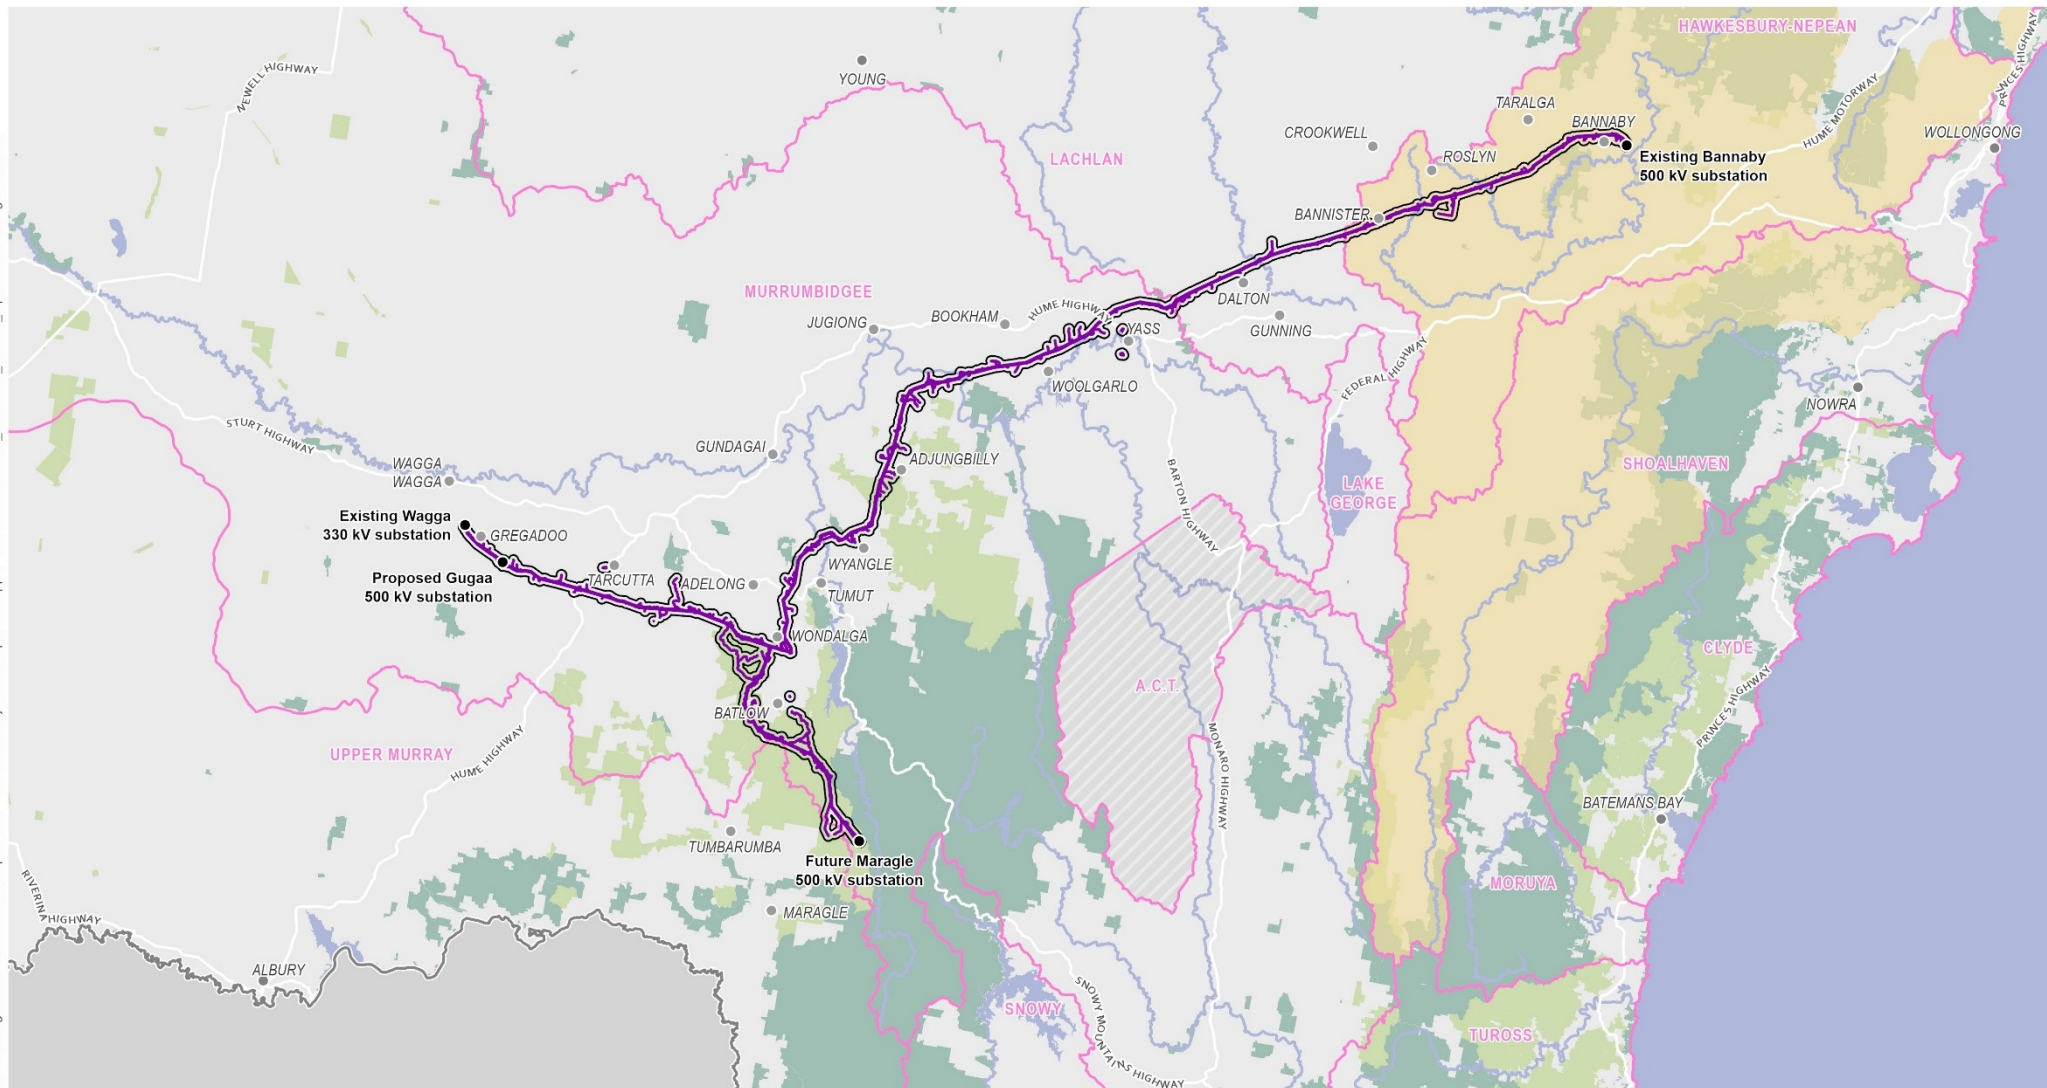 HAWKESBURY-NEPEAN
PRINCES HIGHWAY
NEWELL HIGHWAY
YOUNG
HUME MOTORWAY
TARALGA
BANNABY
CROOKWELL
WOLLONGONG
LACHLAN
ROSLYN
Existing Bannaby
500 kV substation
BANNISTER
MURRUMBIDGEE
DALTON
HUME HIGHWAY
BOOKHAM
JUGIONG
YASS
GUNNING
FEDERAL HIGHWAY
WOOLGARLO
NOWRA
STURT HIGHWAY
GUNDAGAI
ADJUNGBILLY
WAGGA
WAGGA
SHOALHAVEN
BARTON HIGHWAY
LAKE
GEORGE
Existing Wagga
330 kV substation
GREGADOO
WYANGLE
Proposed Gugaa
500 kV substation
TARCUTTA
ADELONG
TUMUT
WONDALGA
CLYDE
A.C.T.
BATLOW
PRINCES HIGHWAY
UPPER MURRAY
HUME HIGHWAY
MONARO HIGHWAY
BATEMANS BAY
TUMBARUMBA
Future Maragle
500 kV substation
MORUYA
RIVERINA HIGHWAY
MARAGLE
ALBURY
SNOWY
SNOWY MOUNTAINS HIGHWAY
TUROSS